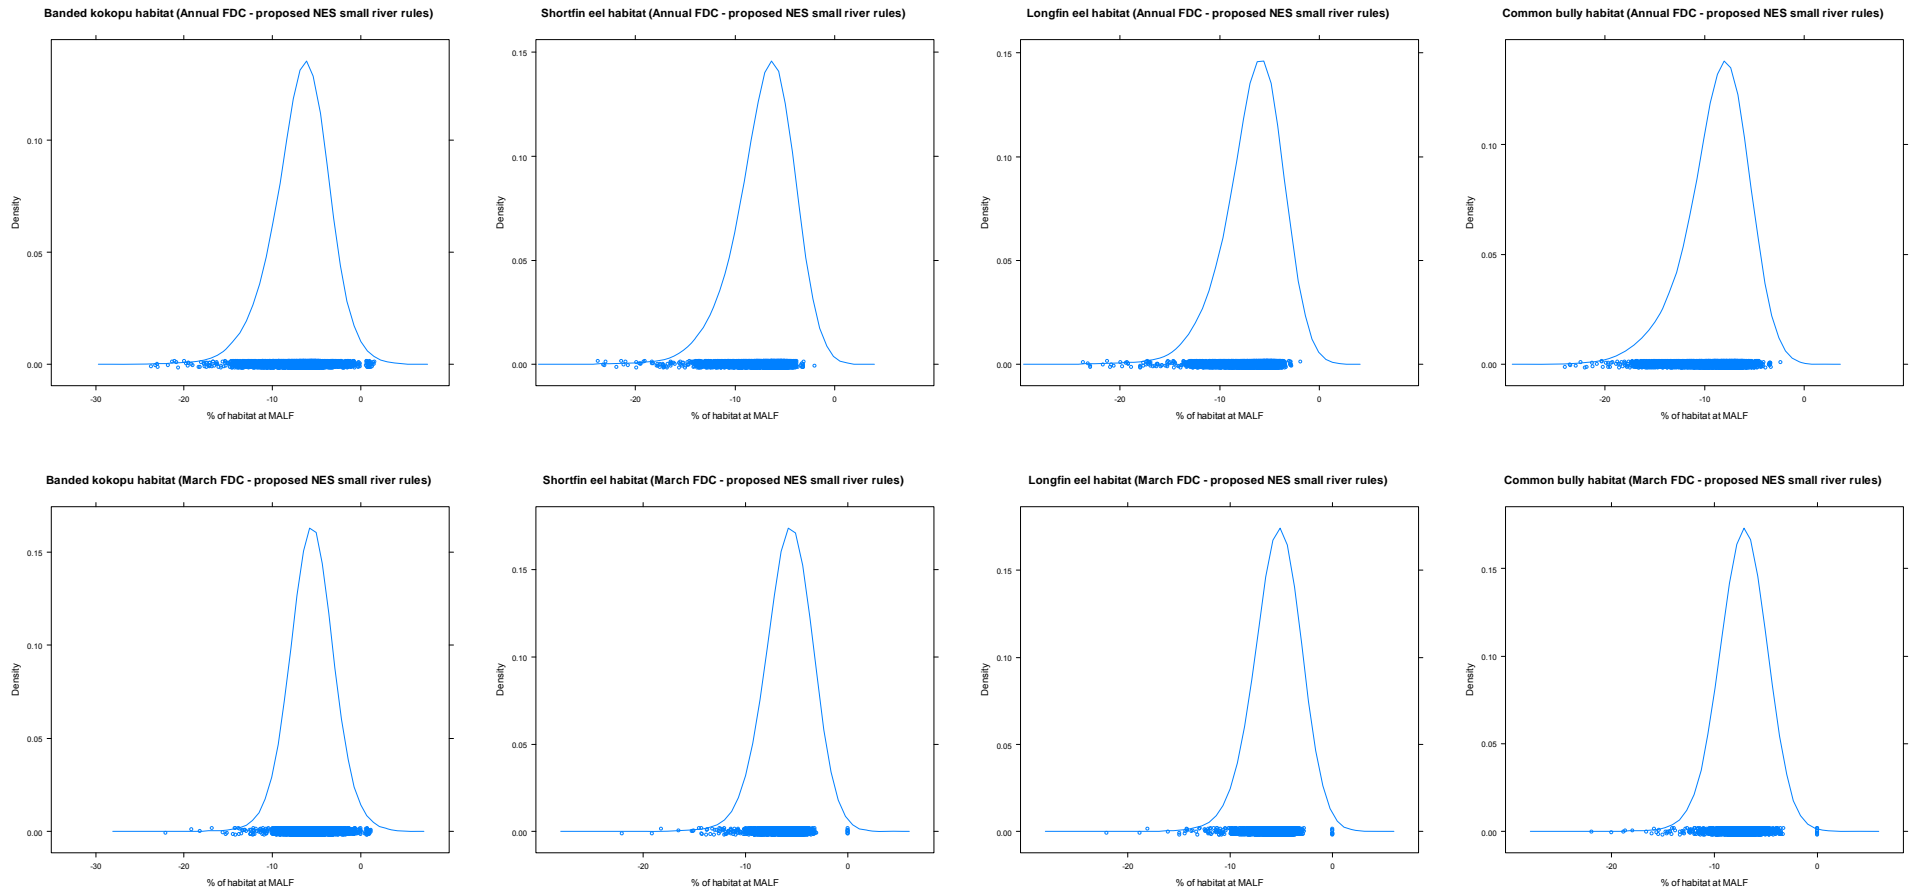 Banded kokopu habitat (Annual FDC - proposed NES small river rules)
Density
0.00
0.05
0.10
-30
-20
-10
0
% of habitat at MALF
Shortfin eel habitat (Annual FDC - proposed NES small river rules)
Density
0.00
0.05
0.10
0.15
-20
-10
0
% of habitat at MALF
Longfin eel habitat (Annual FDC - proposed NES small river rules)
Density
0.00
0.05
0.10
0.15
-20
-10
0
% of habitat at MALF
Common bully habitat (Annual FDC - proposed NES small river rules)
Density
0.00
0.05
0.10
-20
-10
0
% of habitat at MALF
Banded kokopu habitat (March FDC - proposed NES small river rules)
Density
0.00
0.05
0.10
0.15
-30
-20
-10
0
% of habitat at MALF
Shortfin eel habitat (March FDC - proposed NES small river rules)
Density
0.00
0.05
0.10
0.15
-20
-10
0
% of habitat at MALF
Longfin eel habitat (March FDC - proposed NES small river rules)
Density
0.00
0.05
0.10
0.15
-20
-10
0
% of habitat at MALF
Common bully habitat (March FDC - proposed NES small river rules)
Density
0.00
0.05
0.10
0.15
-20
-10
0
% of habitat at MALF